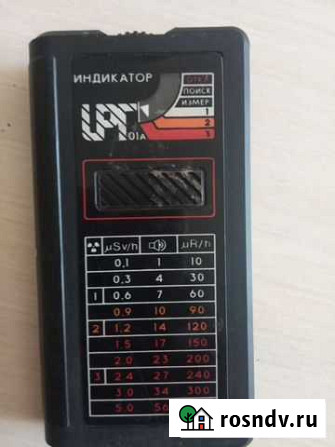 ИНДИКАТОР
ОТКЛ
ПОИСК
ИЗМЕР
1
2
3
01А
µSv/h µR/h
0,1 1 10
0,3 4 30
1 0,6 7 60
0.9 10 90
2 1.2 14 120
1.5 17 150
2.0 23 200
3 2.4 27 240
3.0 34 300
5.0 56
rosndv.ru